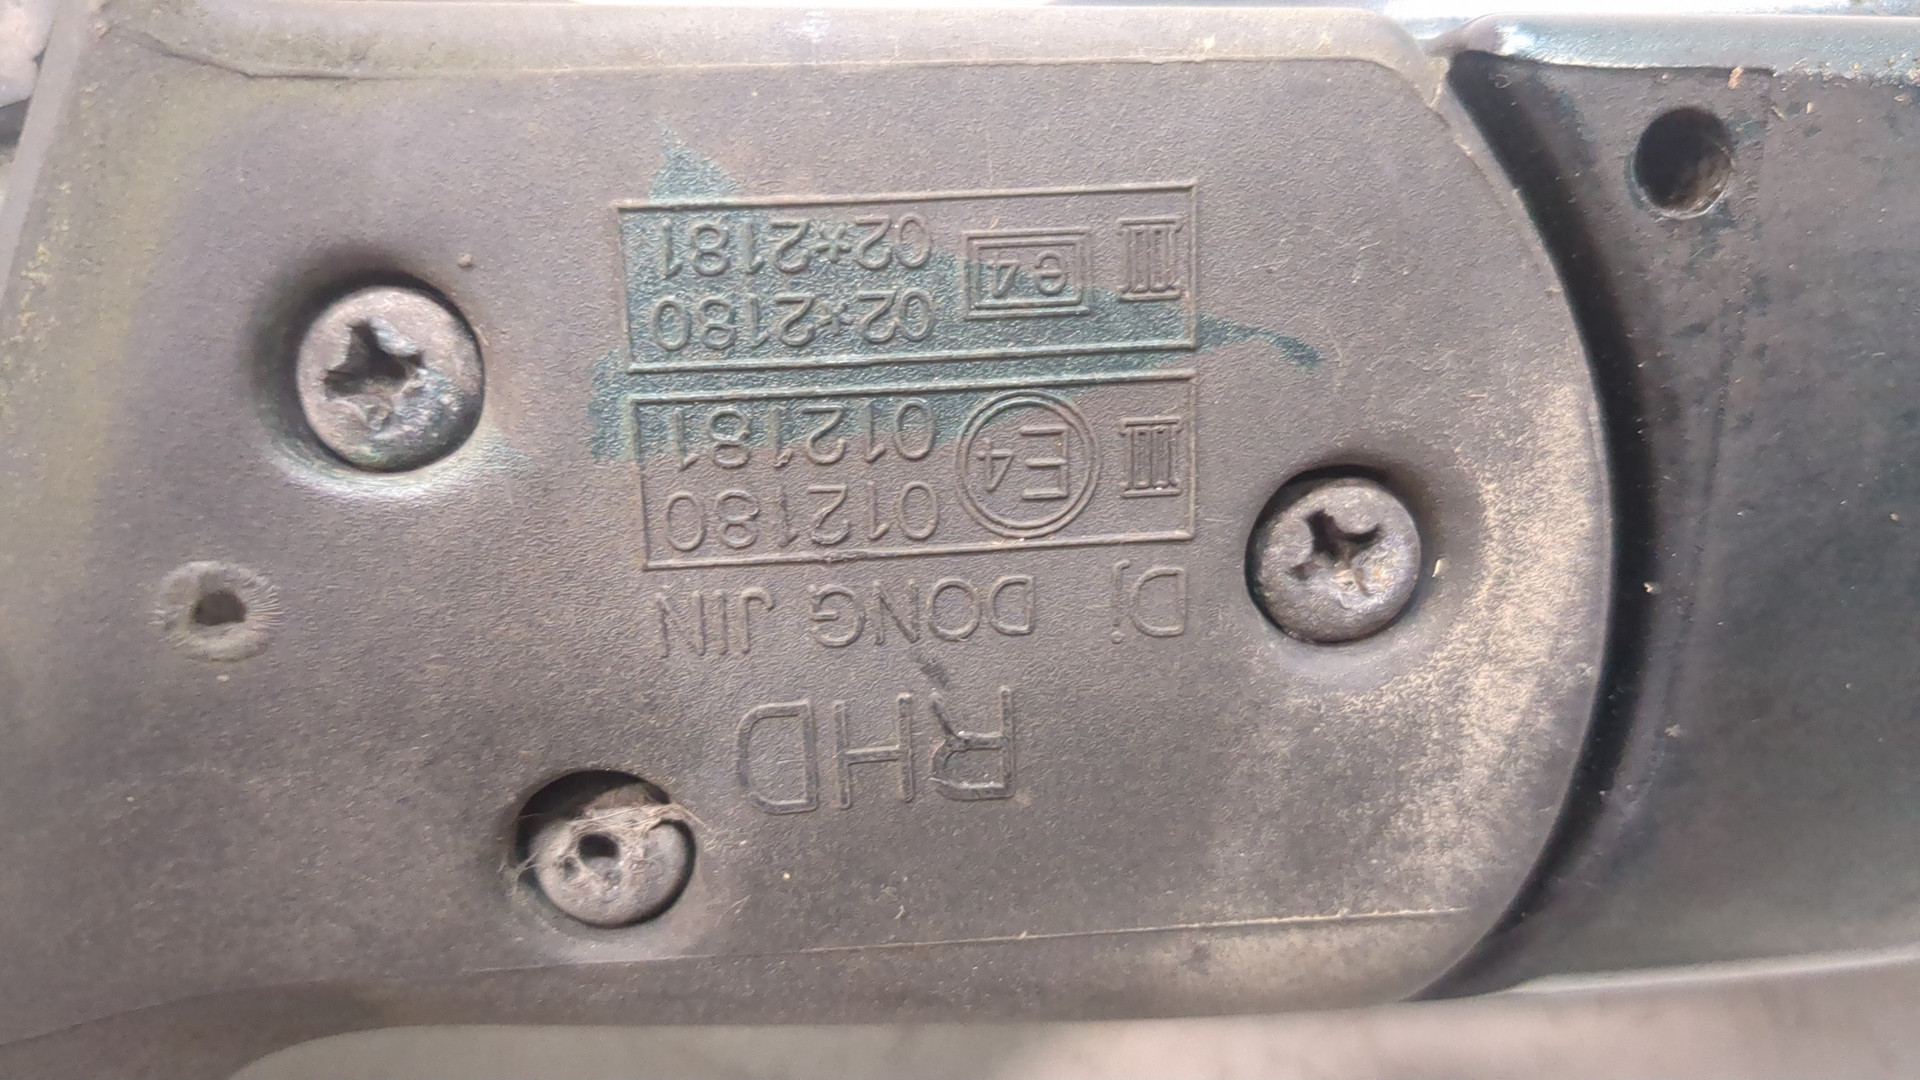 RHD
Dj DONG JIN
III E4 012180
012181
III e4 02*2180
02*2181